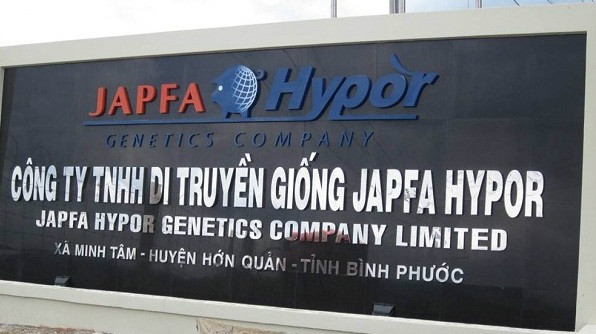 JAPFA Hypor
GENETICS COMPANY
CÔNG TY TNHH DI TRUYỀN GIỐNG JAPFA HYPOR
JAPFA HYPOR GENETICS COMPANY LIMITED
XÃ MINH TÂM - HUYỆN HỚN QUẢN - TỈNH BÌNH PHƯỚC